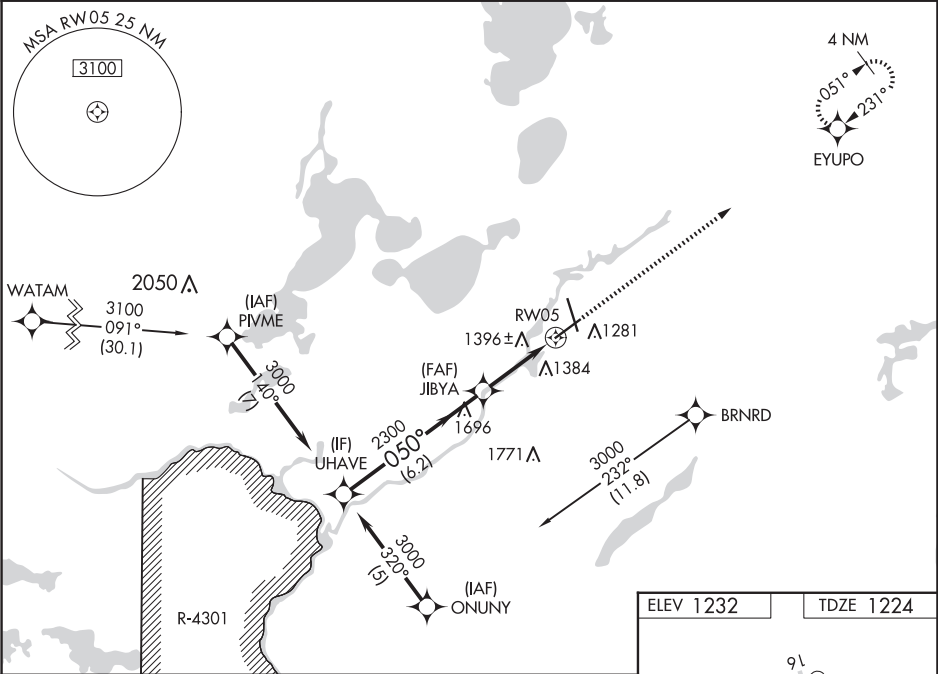 MSA RW05 25 NM
3100
4 NM
051°
231°
EYUPO
WATAM
3100
091°
(30.1)
2050
(IAF)
PIVME
3000
140°
(7)
RW05
1396±
1281
1384
(FAF)
JIBYA
1696
1771
BRNRD
3000
232°
(11.8)
(IF)
UHAVE
2300
050°
(6.2)
3000
320°
(5)
(IAF)
ONUNY
R-4301
ELEV 1232
TDZE 1224